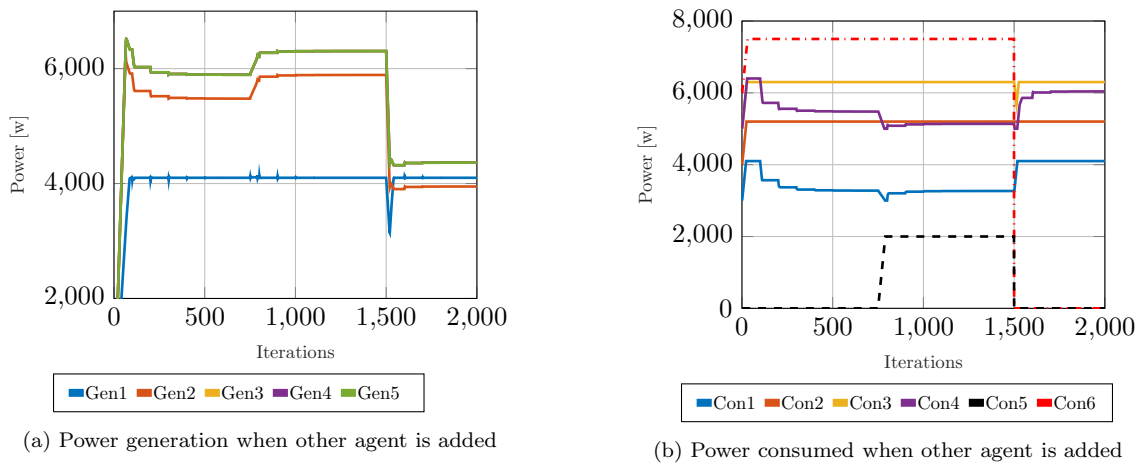 Power [w]
6,000
4,000
2,000
0
500
1,000
1,500
2,000
Iterations
Gen1 Gen2 Gen3 Gen4 Gen5
(a) Power generation when other agent is added
Power [w]
8,000
6,000
4,000
2,000
0
0
500
1,000
1,500
2,000
Iterations
Con1 Con2 Con3 Con4 Con5 Con6
(b) Power consumed when other agent is added